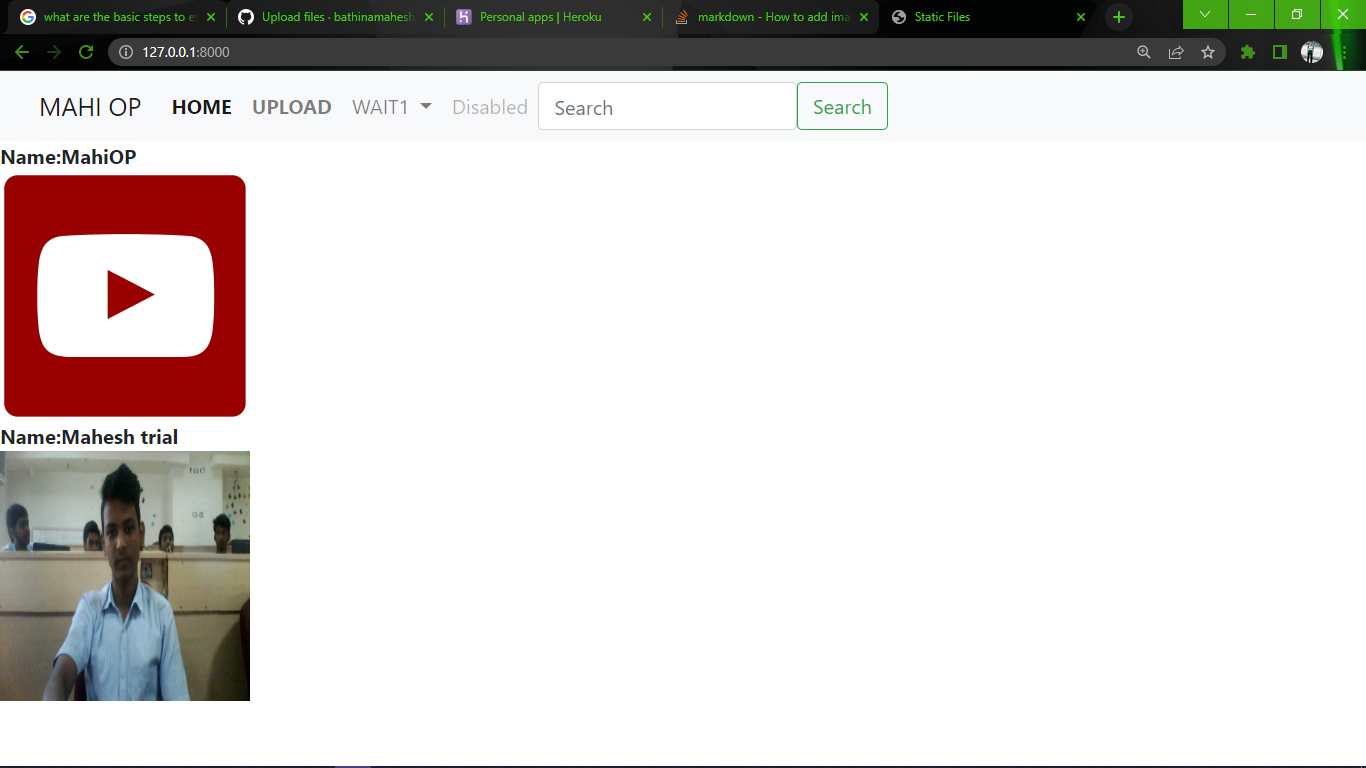 what are the basic steps to e
Upload files · bathinamahesh
Personal apps | Heroku
markdown - How to add ima
Static Files
127.0.0.1:8000
MAHI OP HOME UPLOAD WAIT1 Disabled Search Search
Name:MahiOP
Name:Mahesh trial